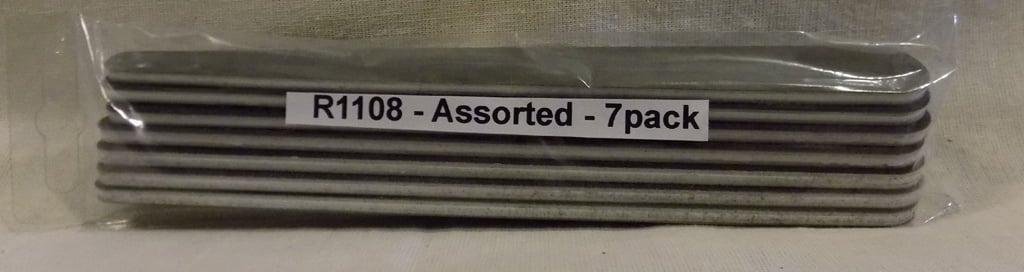 R1108 - Assorted - 7pack